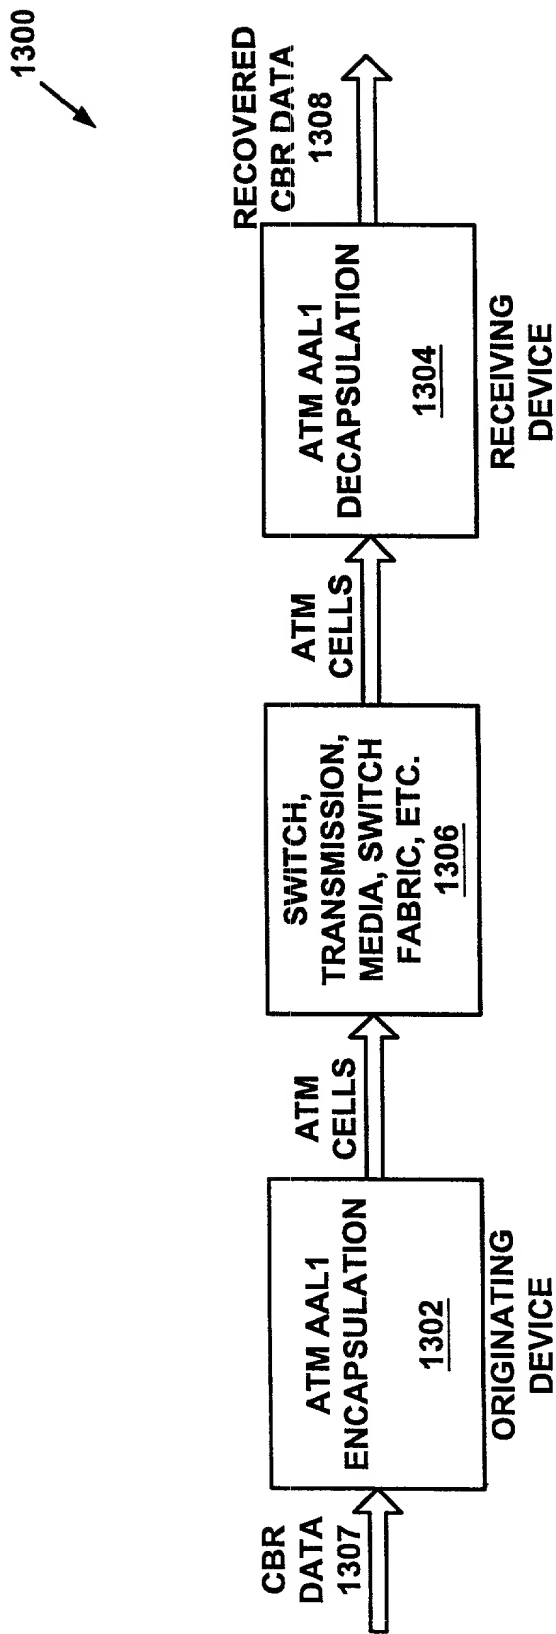 1300
CBR
DATA
1307
ATM AAL1
ENCAPSULATION
1302
ORIGINATING
DEVICE
ATM
CELLS
SWITCH,
TRANSMISSION,
MEDIA, SWITCH
FABRIC, ETC.
1306
ATM
CELLS
ATM AAL1
DECAPSULATION
1304
RECEIVING
DEVICE
RECOVERED
CBR DATA
1308